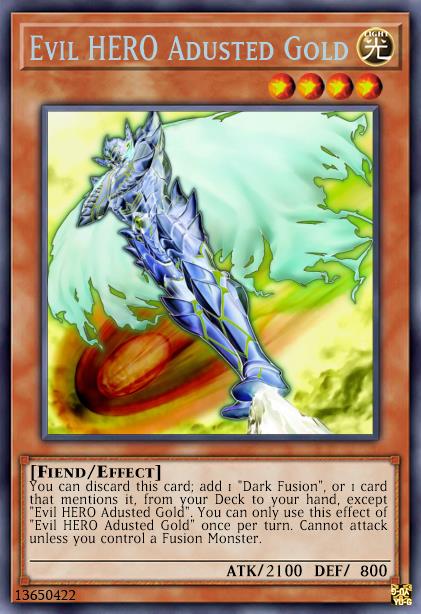 EVIL HERO ADUSTED GOLD
LIGHT
光
[FIEND/EFFECT]
You can discard this card; add 1 "Dark Fusion", or 1 card
that mentions it, from your Deck to your hand, except
"Evil HERO Adusted Gold". You can only use this effect of
"Evil HERO Adusted Gold" once per turn. Cannot attack
unless you control a Fusion Monster.
ATK/2100 DEF/ 800
13650422